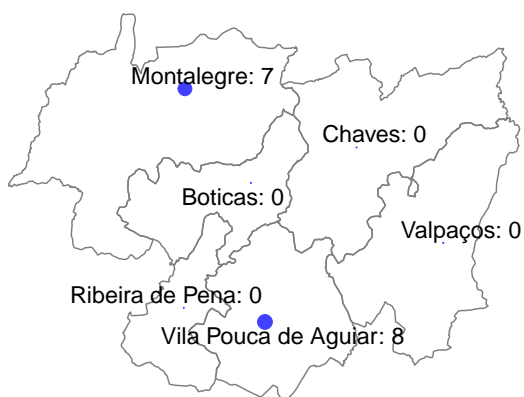 Montalegre: 7
Chaves: 0
Boticas: 0
Valpaços: 0
Ribeira de Pena: 0
Vila Pouca de Aguiar: 8